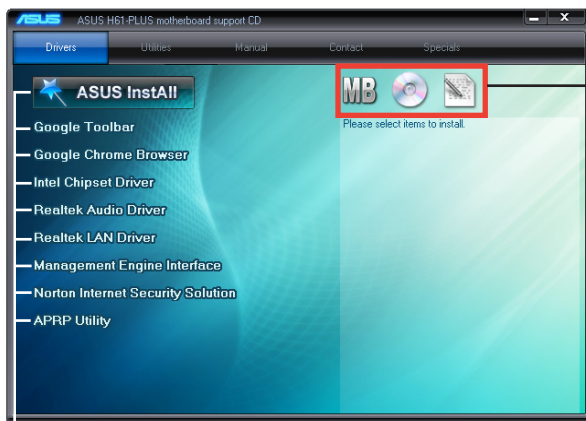 ASUS ASUS H61-PLUS motherboard support CD
Drivers Utilities Manual Contact Specials
ASUS InstAll
MB
Please select items to install.
Google Toolbar
Google Chrome Browser
Intel Chipset Driver
Realtek Audio Driver
Realtek LAN Driver
Management Engine Interface
Norton Internet Security Solution
APRP Utility